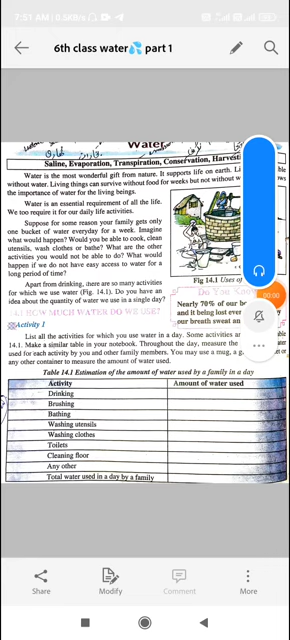 7:51 AM | 0.5KB/s
6th class water💦 part 1
Water
Saline, Evaporation, Transpiration, Conservation, Harvest
Water is the most wonderful gift from nature. It supports life on earth. Li
without water. Living things can survive without food for weeks but not without w
the importance of water for the living beings.
Water is an essential requirement of all the life.
We too require it for our daily life activities.
Suppose for some reason your family gets only
one bucket of water everyday for a week. Imagine
what would happen? Would you be able to cook, clean
utensils, wash clothes or bathe? What are the other
activities you would not be able to do? What would
happen if we do not have easy access to water for a
long period of time?
Apart from drinking, there are so many activities
for which we use water (Fig. 14.1). Do you have an
idea about the quantity of water we use in a single day?
Fig 14.1 Uses of
Do You Kno
Nearly 70% of our bo
and it being lost ever
our breath sweat an
00:00
14.1 HOW MUCH WATER DO WE USE?
Activity 1
List all the activities for which you use water in a day. Some activities ar
14.1. Make a similar table in your notebook. Throughout the day, measure the
used for each activity by you and other family members. You may use a mug, a g
any other container to measure the amount of water used.
Table 14.1 Estimation of the amount of water used by a family in a day
Activity Amount of water used
Drinking
Brushing
Bathing
Washing utensils
Washing clothes
Toilets
Cleaning floor
Any other
Total water used in a day by a family
Share Modify Comment More